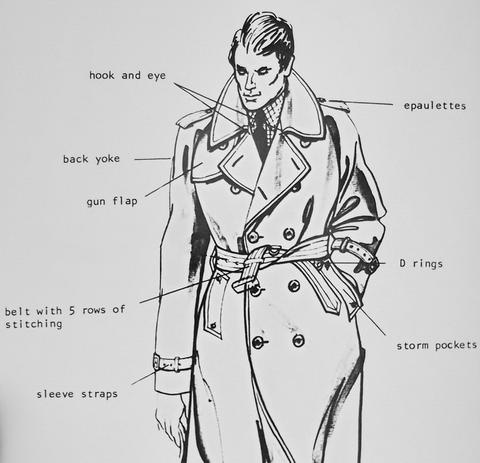 hook and eye
epaulettes
back yoke
gun flap
D rings
belt with 5 rows of
stitching
storm pockets
sleeve straps